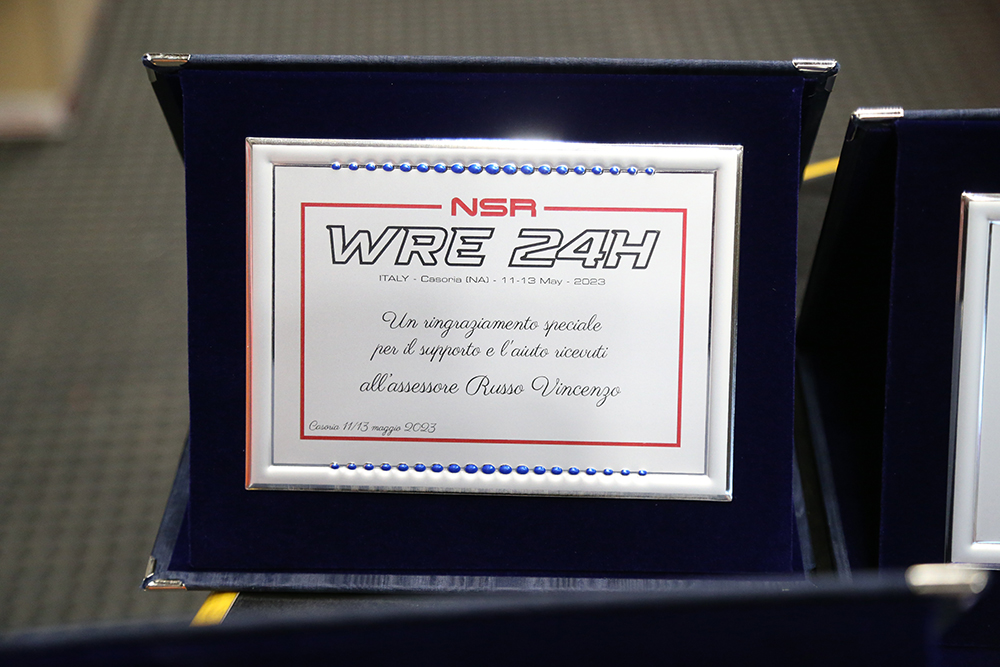 NSR
WRE 24H
ITALY - Casoria (NA) - 11-13 May - 2023
Un ringraziamento speciale
per il supporto e l'aiuto ricevuti
all'assessore Russo Vincenzo
Casoria 11/13 maggio 2023